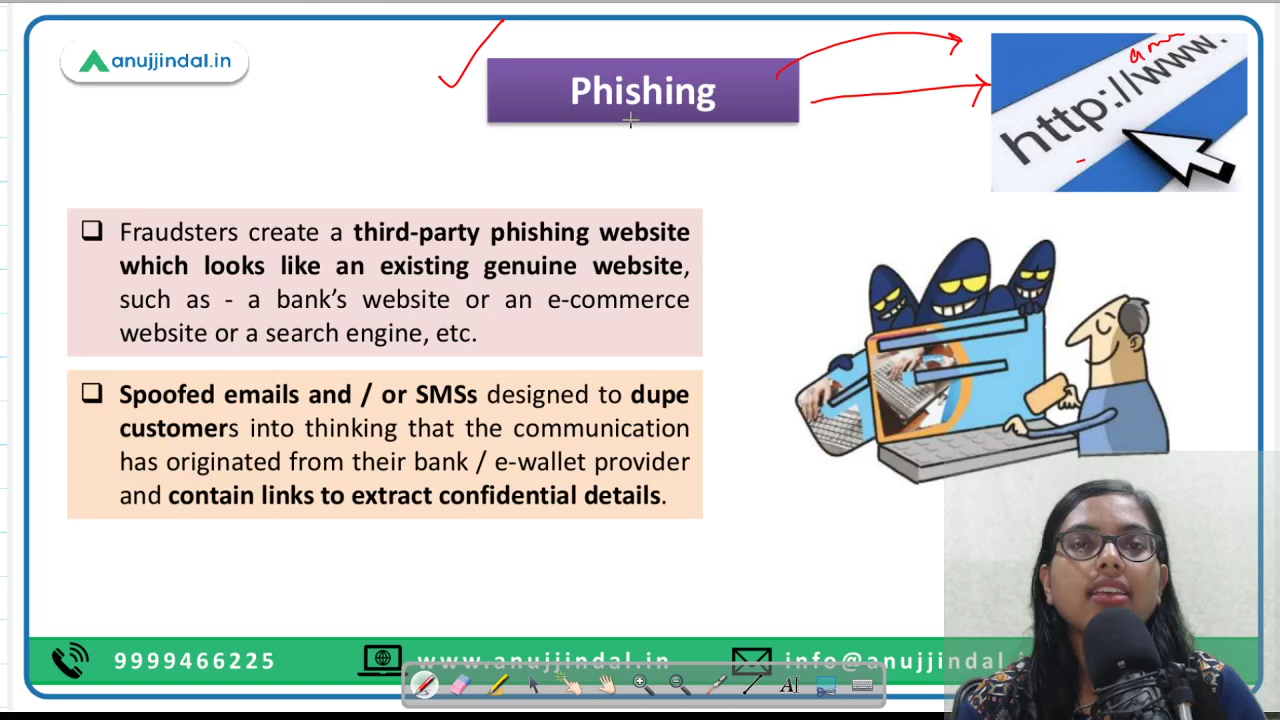 anujjindal.in
Phishing
http://www.
❑ Fraudsters create a third-party phishing website
which looks like an existing genuine website,
such as - a bank’s website or an e-commerce
website or a search engine, etc.
❑ Spoofed emails and / or SMSs designed to dupe
customers into thinking that the communication
has originated from their bank / e-wallet provider
and contain links to extract confidential details.
9999466225
www.anujjindal.in
info@anujjindal
AI